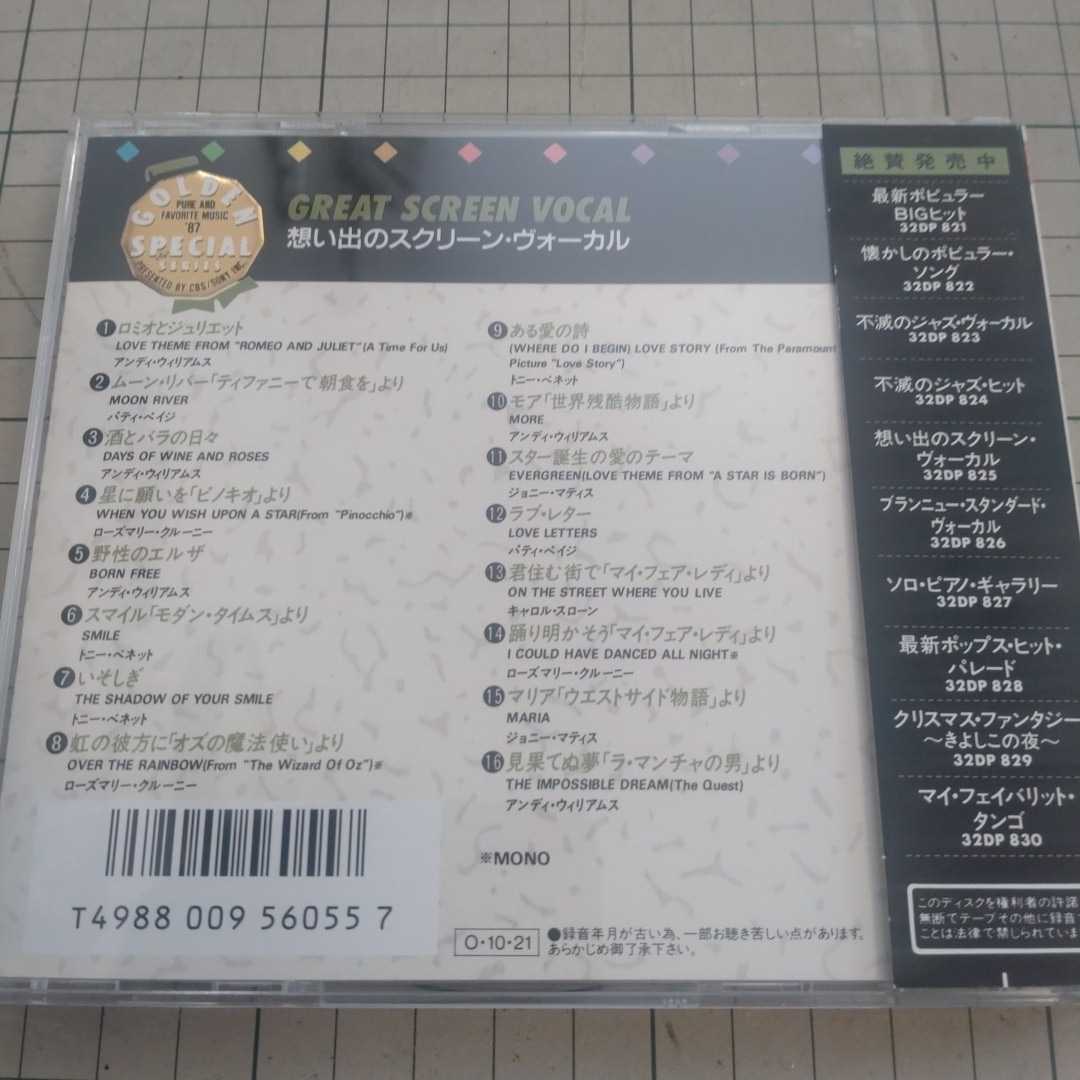 GOLDEN
PURE AND
FAVORITE MUSIC
'87
SPECIAL
SERIES
PRESENTED BY CBS/SONY INC.
GREAT SCREEN VOCAL
想い出のスクリーン・ヴォーカル
1 ロミオとジュリエット
LOVE THEME FROM "ROMEO AND JULIET"(A Time For Us)
アンディ・ウィリアムス
2 ムーン・リバー「ティファニーで朝食を」より
MOON RIVER
パティ・ペイジ
3 酒とバラの日々
DAYS OF WINE AND ROSES
アンディ・ウィリアムス
4 星に願いを「ピノキオ」より
WHEN YOU WISH UPON A STAR(From "Pinocchio")※
ローズマリー・クルーニー
5 野性のエルザ
BORN FREE
アンディ・ウィリアムス
6 スマイル「モダン・タイムス」より
SMILE
トニー・ベネット
7 いそしぎ
THE SHADOW OF YOUR SMILE
トニー・ベネット
8 虹の彼方に「オズの魔法使い」より
OVER THE RAINBOW(From "The Wizard Of Oz")※
ローズマリー・クルーニー
9 ある愛の詩
(WHERE DO I BEGIN) LOVE STORY (From The Paramount
Picture "Love Story")
トニー・ベネット
10 モア「世界残酷物語」より
MORE
アンディ・ウィリアムス
11 スター誕生の愛のテーマ
EVERGREEN(LOVE THEME FROM "A STAR IS BORN")
ジョニー・マティス
12 ラブ・レター
LOVE LETTERS
パティ・ペイジ
13 君住む街で「マイ・フェア・レディ」より
ON THE STREET WHERE YOU LIVE
キャロル・スローン
14 踊り明かそう「マイ・フェア・レディ」より
I COULD HAVE DANCED ALL NIGHT※
ローズマリー・クルーニー
15 マリア「ウエストサイド物語」より
MARIA
ジョニー・マティス
16 見果てぬ夢「ラ・マンチャの男」より
THE IMPOSSIBLE DREAM(The Quest)
アンディ・ウィリアムス
※MONO
T4988 009 56055 7
O・10・21
●録音年月が古い為、一部お聴き苦しい点があります。
あらかじめ御了承下さい。
絶賛発売中
最新ポピュラー
BIGヒット
32DP 821
懐かしのポピュラー・
ソング
32DP 822
不滅のジャズ・ヴォーカル
32DP 823
不滅のジャズ・ヒット
32DP 824
想い出のスクリーン・
ヴォーカル
32DP 825
ブランニュー・スタンダード・
ヴォーカル
32DP 826
ソロ・ピアノ・ギャラリー
32DP 827
最新ポップス・ヒット・
パレード
32DP 828
クリスマス・ファンタジー
〜きよしこの夜〜
32DP 829
マイ・フェイバリット・
タンゴ
32DP 830
このディスクを権利者の許諾
無断でテープその他に録音
ことは法律で禁じられていま